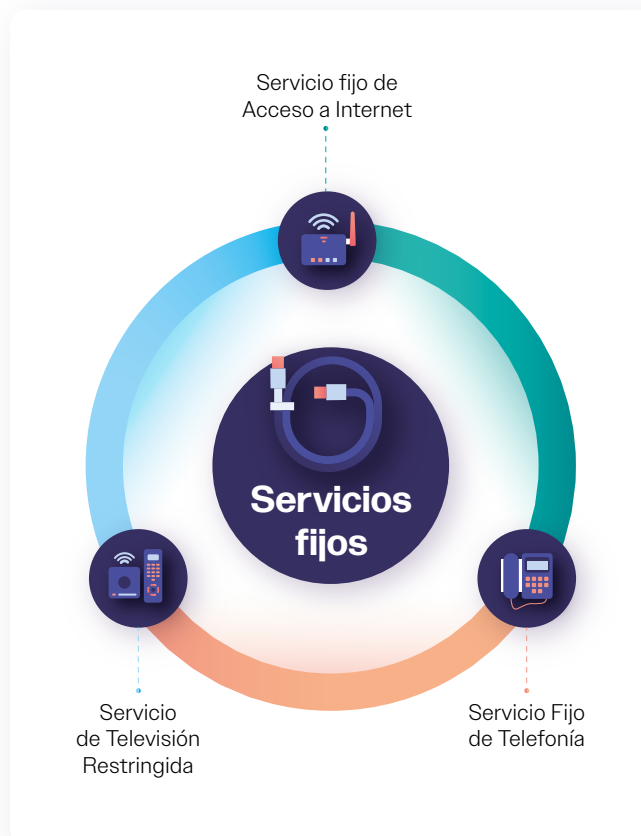 Servicio fijo de
Acceso a Internet
Servicios
fijos
Servicio
de Televisión
Restringida
Servicio Fijo
de Telefonía